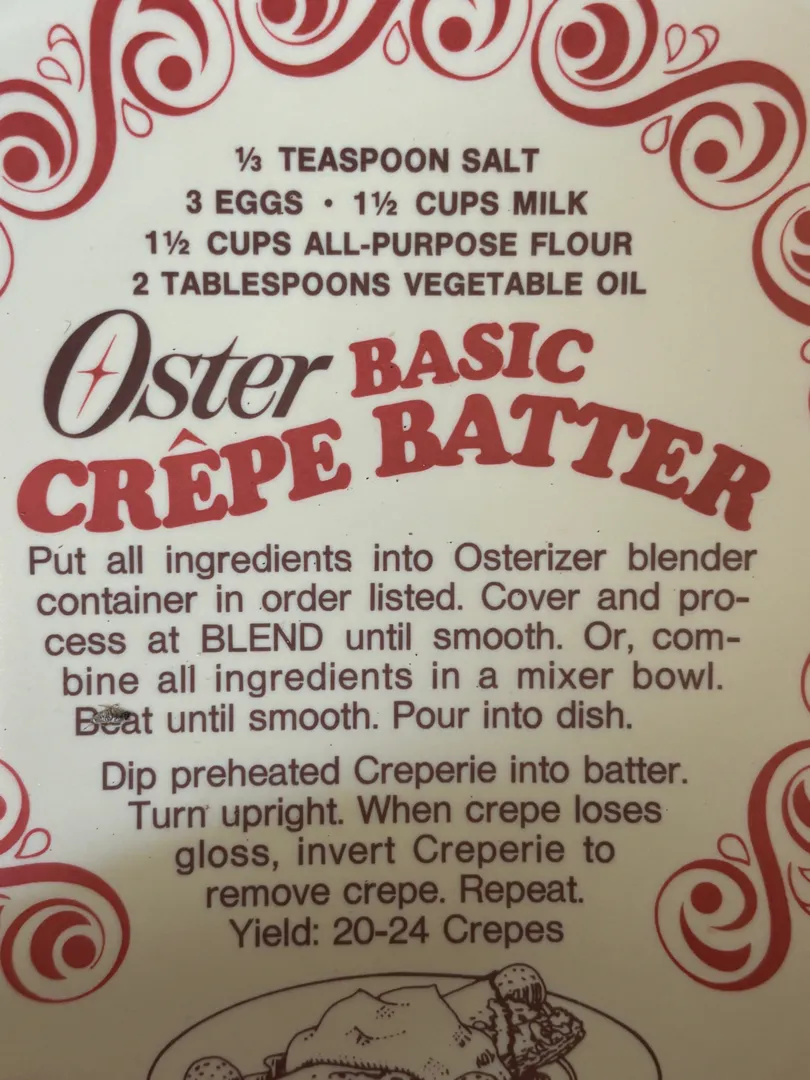 ⅓ TEASPOON SALT
3 EGGS • 1½ CUPS MILK
1½ CUPS ALL-PURPOSE FLOUR
2 TABLESPOONS VEGETABLE OIL
Oster BASIC
CRÊPE BATTER
Put all ingredients into Osterizer blender
container in order listed. Cover and pro-
cess at BLEND until smooth. Or, com-
bine all ingredients in a mixer bowl.
Beat until smooth. Pour into dish.
Dip preheated Creperie into batter.
Turn upright. When crepe loses
gloss, invert Creperie to
remove crepe. Repeat.
Yield: 20-24 Crepes